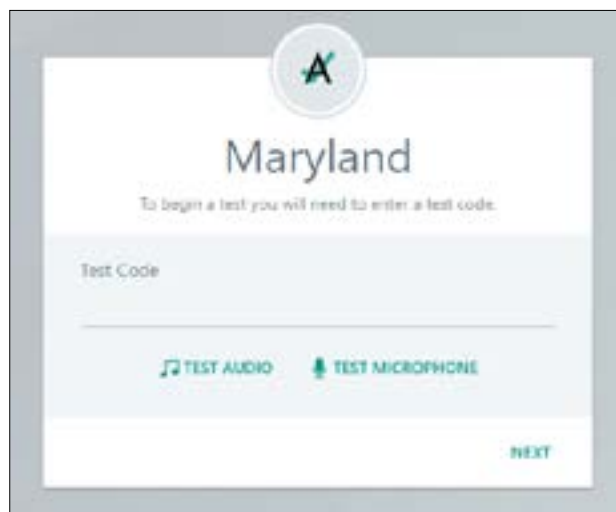 A
Maryland
To begin a test you will need to enter a test code.
Test Code
TEST AUDIO TEST MICROPHONE
NEXT